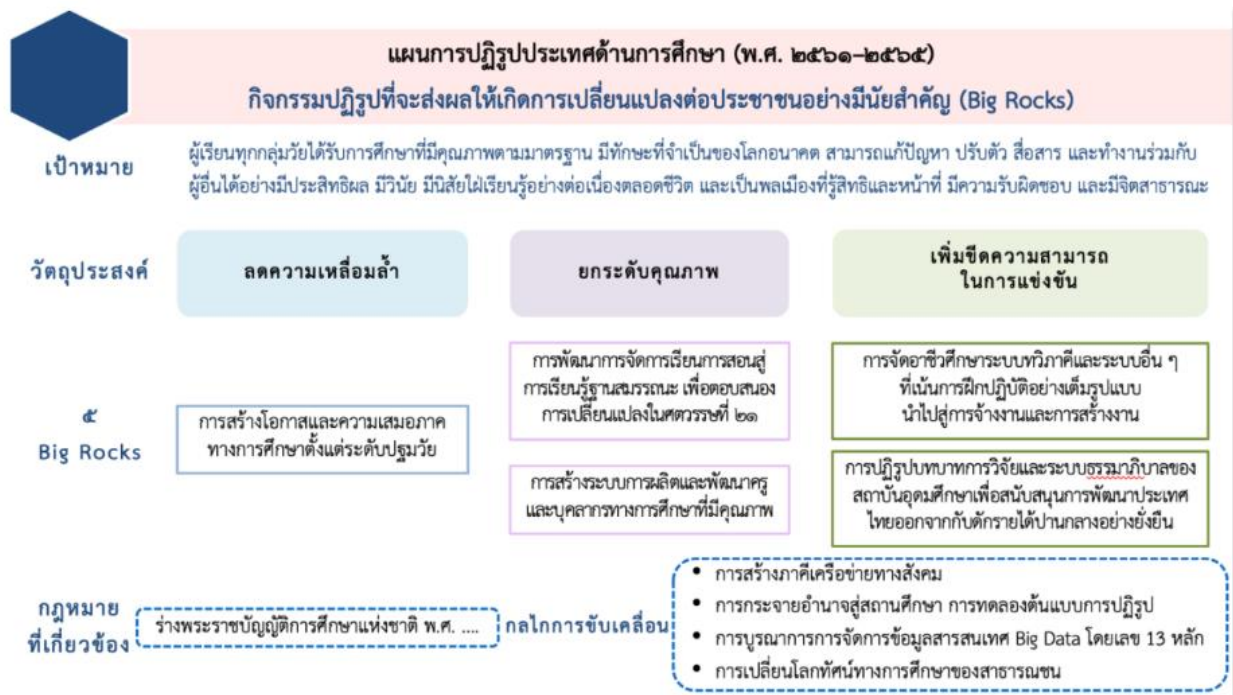 แผนการปฏิรูปประเทศด้านการศึกษา (พ.ศ. ๒๕๖๑–๒๕๖๕)
กิจกรรมปฏิรูปที่จะส่งผลให้เกิดการเปลี่ยนแปลงต่อประชาชนอย่างมีนัยสำคัญ (Big Rocks)
เป้าหมาย
ผู้เรียนทุกกลุ่มวัยได้รับการศึกษาที่มีคุณภาพตามมาตรฐาน มีทักษะที่จำเป็นของโลกอนาคต สามารถแก้ปัญหา ปรับตัว สื่อสาร และทำงานร่วมกับ
ผู้อื่นได้อย่างมีประสิทธิผล มีวินัย มีนิสัยใฝ่เรียนรู้อย่างต่อเนื่องตลอดชีวิต และเป็นพลเมืองที่รู้สิทธิและหน้าที่ มีความรับผิดชอบ และมีจิตสาธารณะ
วัตถุประสงค์
ลดความเหลื่อมล้ำ
ยกระดับคุณภาพ
เพิ่มขีดความสามารถ
ในการแข่งขัน
๕
Big Rocks
การสร้างโอกาสและความเสมอภาค
ทางการศึกษาตั้งแต่ระดับปฐมวัย
การพัฒนาการจัดการเรียนการสอนสู่
การเรียนรู้ฐานสมรรถนะ เพื่อตอบสนอง
การเปลี่ยนแปลงในศตวรรษที่ ๒๑
การสร้างระบบการผลิตและพัฒนาครู
และบุคลากรทางการศึกษาที่มีคุณภาพ
การจัดอาชีวศึกษาระบบทวิภาคีและระบบอื่น ๆ
ที่เน้นการฝึกปฏิบัติอย่างเต็มรูปแบบ
นำไปสู่การจ้างงานและการสร้างงาน
การปฏิรูปบทบาทการวิจัยและระบบธรรมาภิบาลของ
สถาบันอุดมศึกษาเพื่อสนับสนุนการพัฒนาประเทศ
ไทยออกจากกับดักรายได้ปานกลางอย่างยั่งยืน
กฎหมาย
ที่เกี่ยวข้อง
ร่างพระราชบัญญัติการศึกษาแห่งชาติ พ.ศ. ....
กลไกการขับเคลื่อน
• การสร้างภาคีเครือข่ายทางสังคม
• การกระจายอำนาจสู่สถานศึกษา การทดลองต้นแบบการปฏิรูป
• การบูรณาการการจัดการข้อมูลสารสนเทศ Big Data โดยเลข 13 หลัก
• การเปลี่ยนโลกทัศน์ทางการศึกษาของสาธารณชน